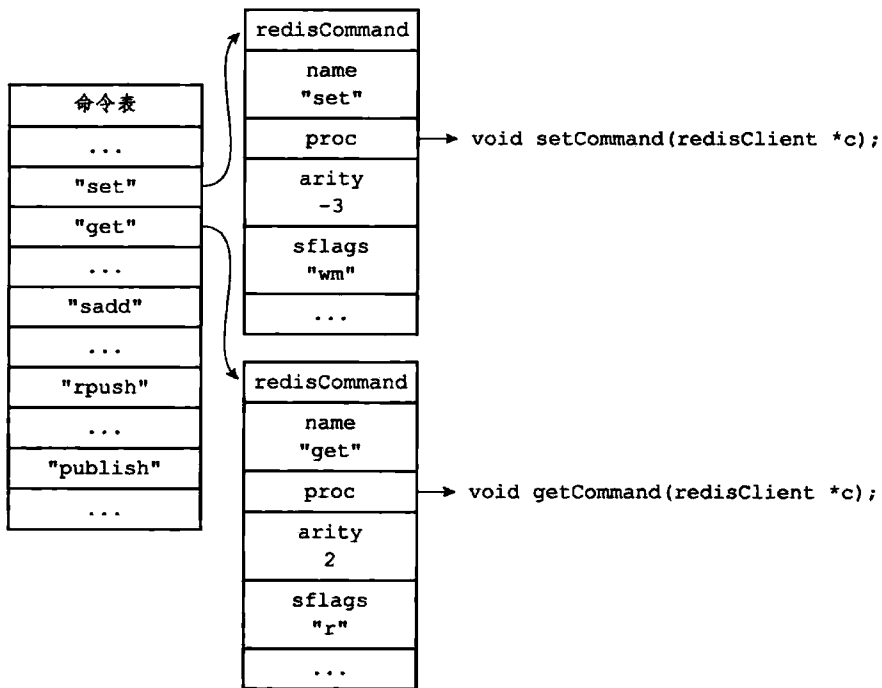 命令表
...
"set"
"get"
...
"sadd"
...
"rpush"
...
"publish"
...
redisCommand
name
"set"
proc
void setCommand(redisClient *c);
arity
-3
sflags
"wm"
...
redisCommand
name
"get"
proc
void getCommand(redisClient *c);
arity
2
sflags
"r"
...